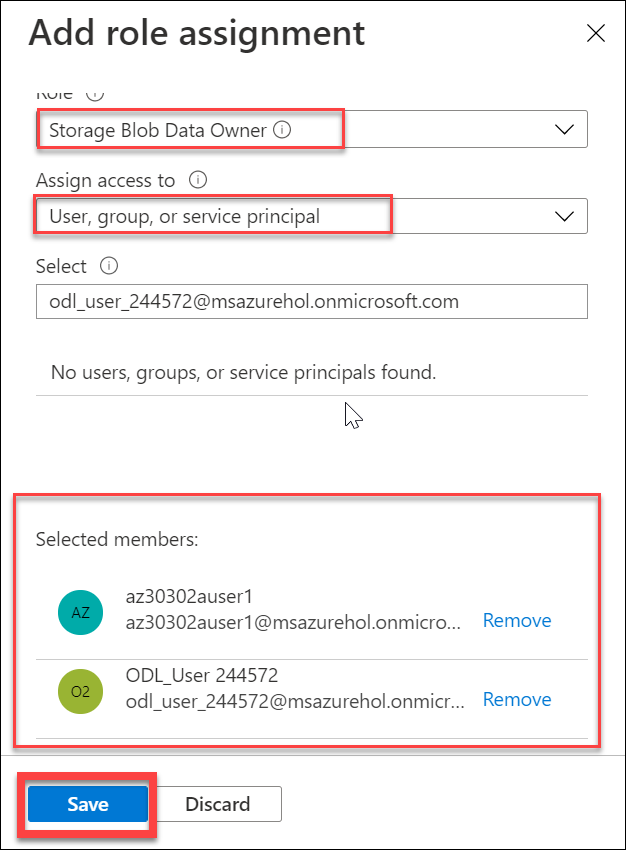 Add role assignment
Role
Storage Blob Data Owner
Assign access to
User, group, or service principal
Select
odl_user_244572@msazurehol.onmicrosoft.com
No users, groups, or service principals found.
Selected members:
AZ
az30302auser1
az30302auser1@msazurehol.onmicro...
Remove
O2
ODL_User 244572
odl_user_244572@msazurehol.onmicr...
Remove
Save
Discard